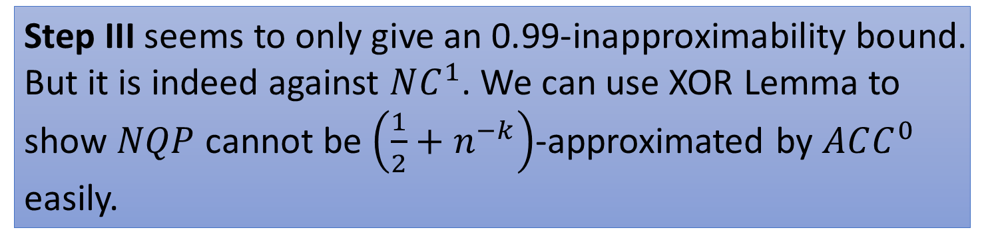 Step III seems to only give an 0.99-inapproximability bound.
But it is indeed against $NC^1$. We can use XOR Lemma to
show $NQP$ cannot be $\left(\frac{1}{2} + n^{-k}\right)$-approximated by $ACC^0$
easily.